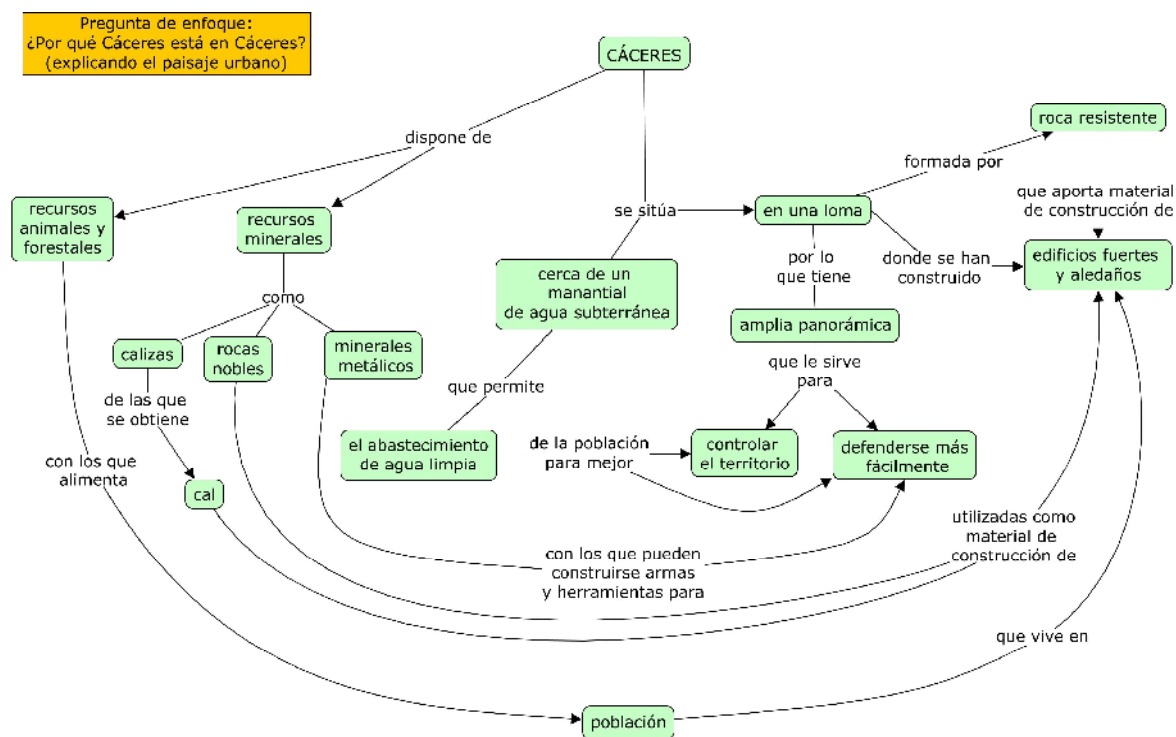 Pregunta de enfoque:
¿Por qué Cáceres está en Cáceres?
(explicando el paisaje urbano)
CÁCERES
dispone de
roca resistente
formada por
recursos
animales y
forestales
recursos
minerales
se sitúa
en una loma
que aporta material
de construcción de
cerca de un
manantial
de agua subterránea
por lo
que tiene
donde se han
construido
edificios fuertes
y aledaños
como
amplia panorámica
calizas
rocas
nobles
minerales
metálicos
que permite
que le sirve
para
de las que
se obtiene
el abastecimiento
de agua limpia
de la población
para mejor
controlar
el territorio
defenderse más
fácilmente
con los que
alimenta
cal
utilizadas como
material de
construcción de
con los que pueden
construirse armas
y herramientas para
que vive en
población